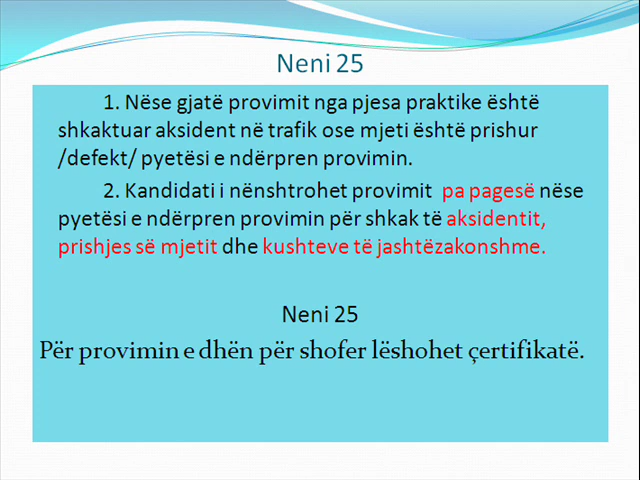 Neni 25
1. Nëse gjatë provimit nga pjesa praktike është
shkaktuar aksident në trafik ose mjeti është prishur
/defekt/ pyetësi e ndërpren provimin.
2. Kandidati i nënshtrohet provimit pa pagesë nëse
pyetësi e ndërpren provimin për shkak të aksidentit,
prishjes së mjetit dhe kushteve të jashtëzakonshme.
Neni 25
Për provimin e dhën për shofer lëshohet çertifikatë.